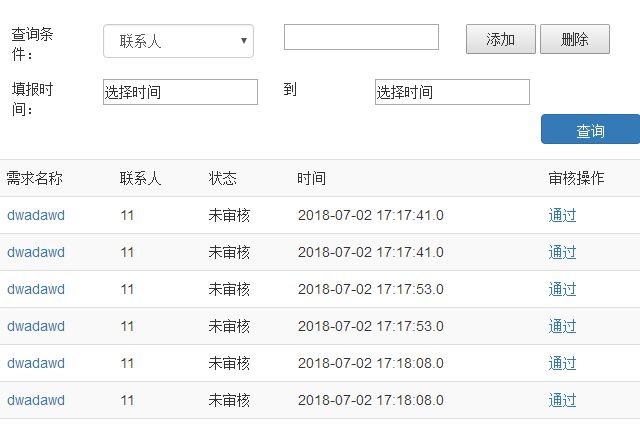 查询条 联系人 添加 删除
件：
填报时 选择时间 到 选择时间
间：
查询
需求名称 联系人 状态 时间 审核操作
dwadawd 11 未审核 2018-07-02 17:17:41.0 通过
dwadawd 11 未审核 2018-07-02 17:17:41.0 通过
dwadawd 11 未审核 2018-07-02 17:17:53.0 通过
dwadawd 11 未审核 2018-07-02 17:17:53.0 通过
dwadawd 11 未审核 2018-07-02 17:18:08.0 通过
dwadawd 11 未审核 2018-07-02 17:18:08.0 通过